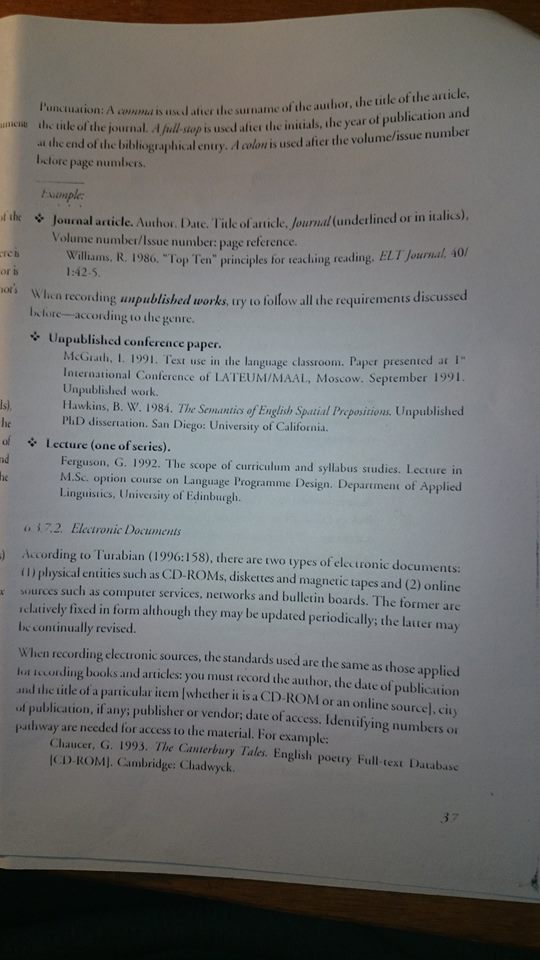 Punctuation: A comma is used after the surname of the author, the title of the article,
the title of the journal. A full-stop is used after the initials, the year of publication and
at the end of the bibliographical entry. A colon is used after the volume/issue number
before page numbers.
Example:
of the
❖ Journal article. Author. Date. Title of article, Journal (underlined or in italics),
Volume number/Issue number: page reference.
Williams, R. 1986. "Top Ten" principles for teaching reading. ELT Journal, 40/
1:42-5.
or is
When recording unpublished works, try to follow all the requirements discussed
before—according to the genre.
❖ Unpublished conference paper.
McGrath, I. 1991. Text use in the language classroom. Paper presented at 1st
International Conference of LATEUM/MAAL, Moscow. September 1991.
Unpublished work.
Hawkins, B. W. 1984. The Semantics of English Spatial Prepositions. Unpublished
PhD dissertation. San Diego: University of California.
of
❖ Lecture (one of series).
Ferguson, G. 1992. The scope of curriculum and syllabus studies. Lecture in
M.Sc. option course on Language Programme Design. Department of Applied
Linguistics, University of Edinburgh.
6.3.7.2. Electronic Documents
According to Turabian (1996:158), there are two types of electronic documents:
(1) physical entities such as CD-ROMs, diskettes and magnetic tapes and (2) online
sources such as computer services, networks and bulletin boards. The former are
relatively fixed in form although they may be updated periodically; the latter may
be continually revised.
When recording electronic sources, the standards used are the same as those applied
for recording books and articles: you must record the author, the date of publication
and the title of a particular item [whether it is a CD-ROM or an online source], city
of publication, if any; publisher or vendor; date of access. Identifying numbers or
pathway are needed for access to the material. For example:
Chaucer, G. 1993. The Canterbury Tales. English poetry Full-text Database
[CD-ROM]. Cambridge: Chadwyck.
37